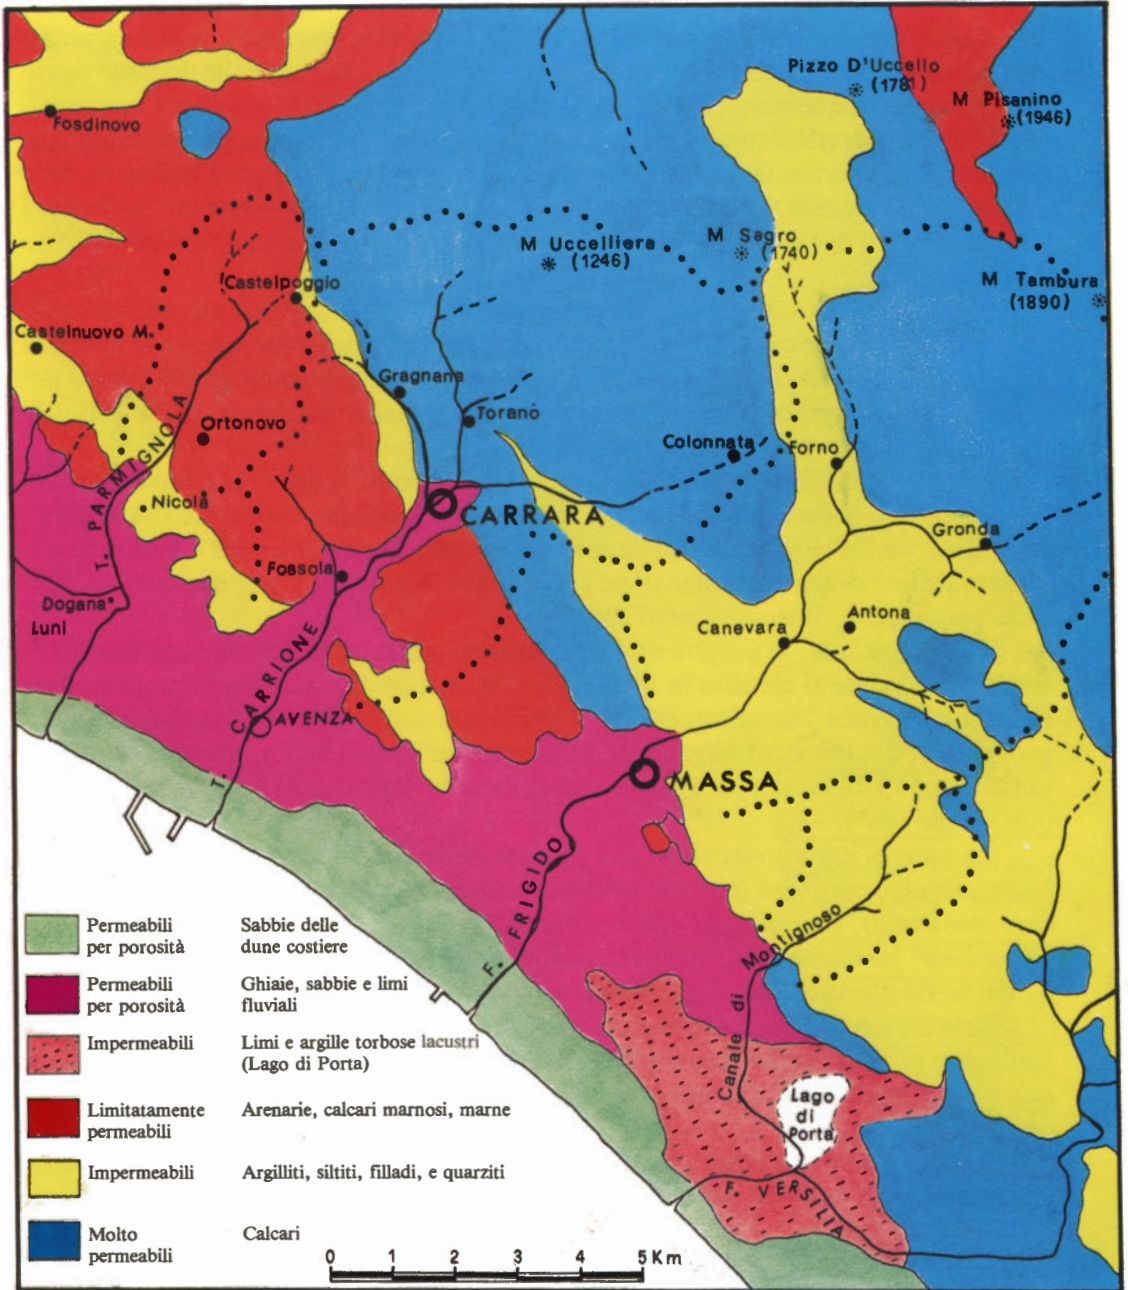 Pizzo D'Uccello
(1781)
M Pisanino
(1946)
Fosdinovo
M Uccelliera
(1246)
M Sagro
(1740)
M Tambura
(1890)
Castelpoggio
Castelnuovo M.
Gragnana
Torano
Ortonovo
Colonnata
Forno
T. PARMIGNOLA
Nicola
CARRARA
Gronda
Fossola
Dogana
Luni
Antona
Canevara
T. CARRIONE
AVENZA
MASSA
F. FRIGIDO
Montignoso
Canale di
Lago
di
Porta
F. VERSILIA
Permeabili
per porosità
Sabbie delle
dune costiere
Permeabili
per porosità
Ghiaie, sabbie e limi
fluviali
Impermeabili
Limi e argille torbose lacustri
(Lago di Porta)
Limitatamente
permeabili
Arenarie, calcari marnosi, marne
Impermeabili
Argilliti, siltiti, filladi, e quarziti
Molto
permeabili
Calcari
0 1 2 3 4 5 Km